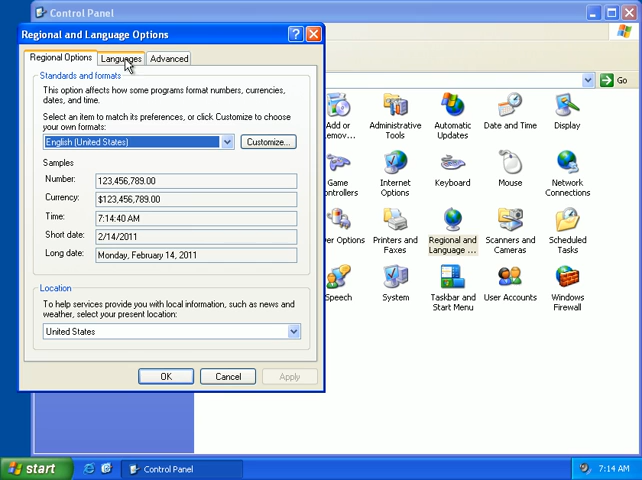 Control Panel
Regional and Language Options
Regional Options
Languages
Advanced
Standards and formats
This option affects how some programs format numbers, currencies,
dates, and time.
Select an item to match its preferences, or click Customize to choose
your own formats:
English (United States)
Customize...
Samples
Number: 123,456,789.00
Currency: $123,456,789.00
Time: 7:14:40 AM
Short date: 2/14/2011
Long date: Monday, February 14, 2011
Location
To help services provide you with local information, such as news and
weather, select your present location:
United States
OK
Cancel
Apply
Go
Add or
emov...
Administrative
Tools
Automatic
Updates
Date and Time
Display
Game
ontrollers
Internet
Options
Keyboard
Mouse
Network
Connections
er Options
Printers and
Faxes
Regional and
Language ...
Scanners and
Cameras
Scheduled
Tasks
Speech
System
Taskbar and
Start Menu
User Accounts
Windows
Firewall
start
Control Panel
7:14 AM